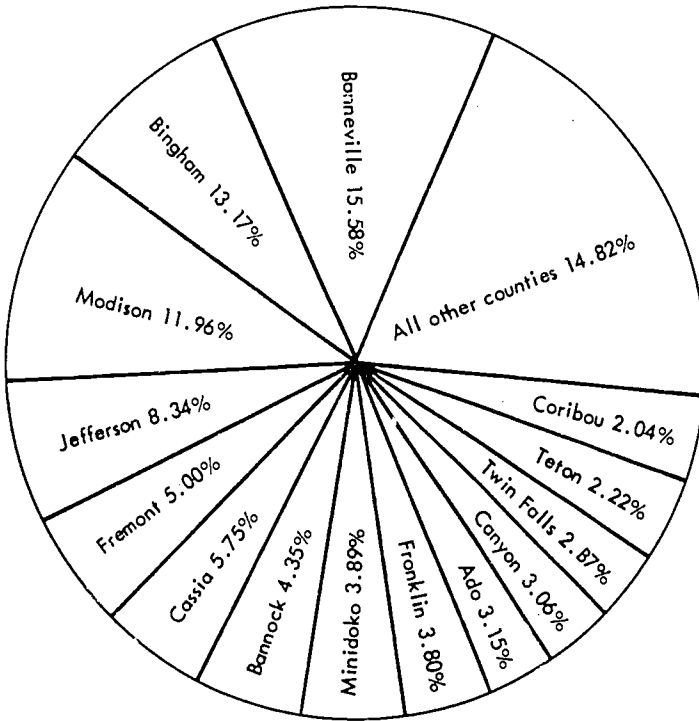 Bonneville 15.58%
All other counties 14.82%
Coribou 2.04%
Teton 2.22%
Twin Falls 2.87%
Canyon 3.06%
Ado 3.15%
Fronklin 3.80%
Minidoko 3.89%
Bannock 4.35%
Cassia 5.75%
Fremont 5.00%
Jefferson 8.34%
Modison 11.96%
Bingham 13.17%